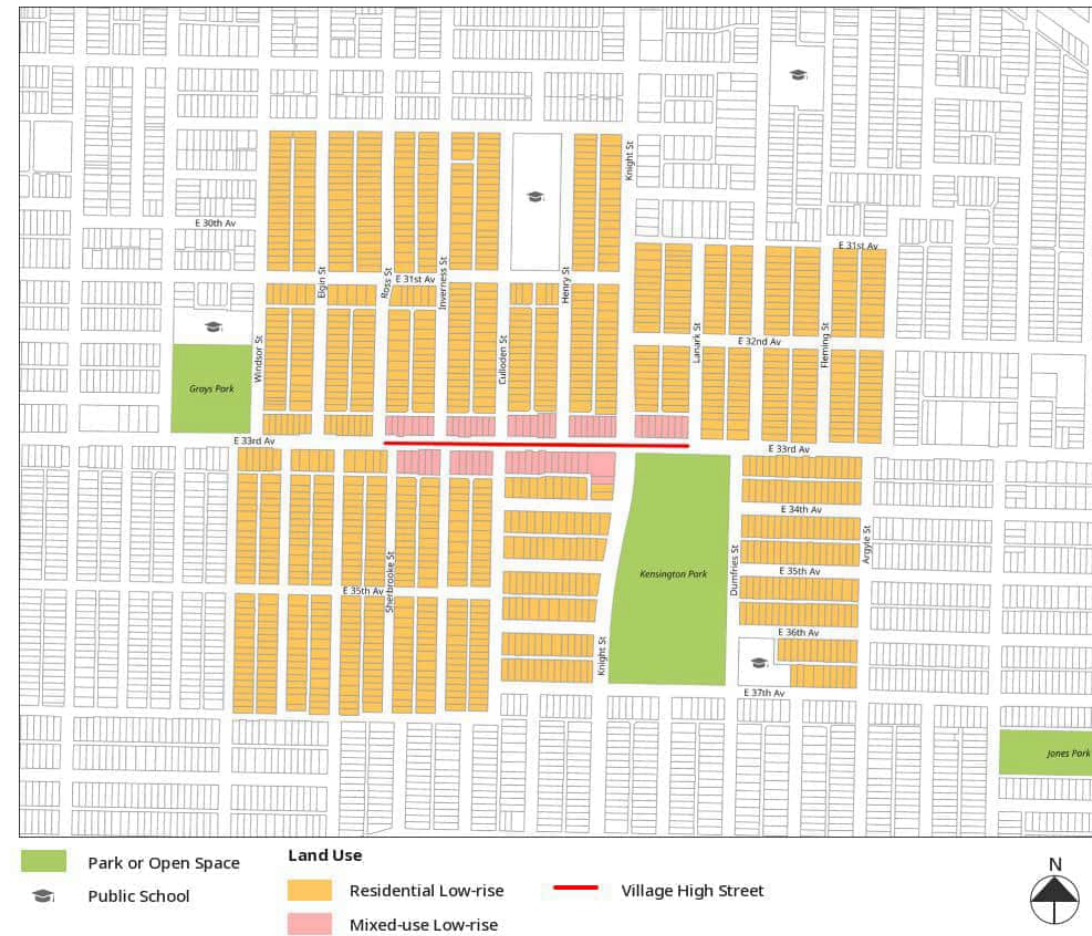 Knight St
E 30th Av
E 31st Av
Elgin St
Ross St
E 31st Av
Inverness St
Henry St
Windsor St
Culloden St
Lanark St
E 32nd Av
Fleming St
Grays Park
E 33rd Av
E 33rd Av
E 34th Av
Argyle St
Sherbrooke St
E 35th Av
Kensington Park
Dumfries St
E 35th Av
E 36th Av
Knight St
E 37th Av
Jones Park
Park or Open Space
Public School
Land Use
Residential Low-rise
Mixed-use Low-rise
Village High Street
N